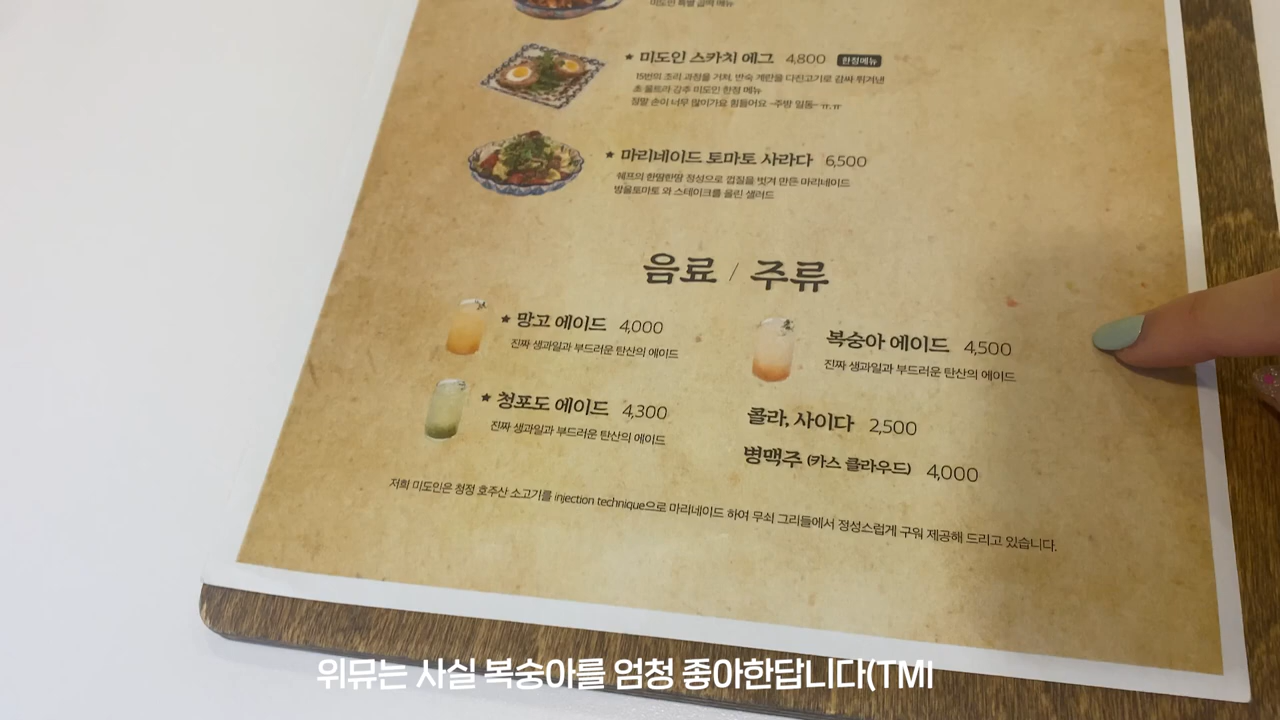 미도인 특별 곱떡 메뉴
★ 미도인 스카치 에그 4,800 한정메뉴
15번의 조리 과정을 거쳐, 반숙 계란을 다진고기로 감싸 튀겨낸
초 울트라 강추 미도인 한정 메뉴
정말 손이 너무 많이가요 힘들어요 -주방 일동- ㅠ.ㅠ
★ 마리네이드 토마토 사라다 6,500
쉐프의 한땀한땀 정성으로 껍질을 벗겨 만든 마리네이드
방울토마토 와 스테이크를 올린 샐러드
음료 / 주류
★ 망고 에이드 4,000
진짜 생과일과 부드러운 탄산의 에이드
★ 청포도 에이드 4,300
진짜 생과일과 부드러운 탄산의 에이드
복숭아 에이드 4,500
진짜 생과일과 부드러운 탄산의 에이드
콜라, 사이다 2,500
병맥주 (카스 클라우드) 4,000
저희 미도인은 청정 호주산 소고기를 injection technique으로 마리네이드 하여 무쇠 그리들에서 정성스럽게 구워 제공해 드리고 있습니다.
위뮤는 사실 복숭아를 엄청 좋아한답니다(TMI